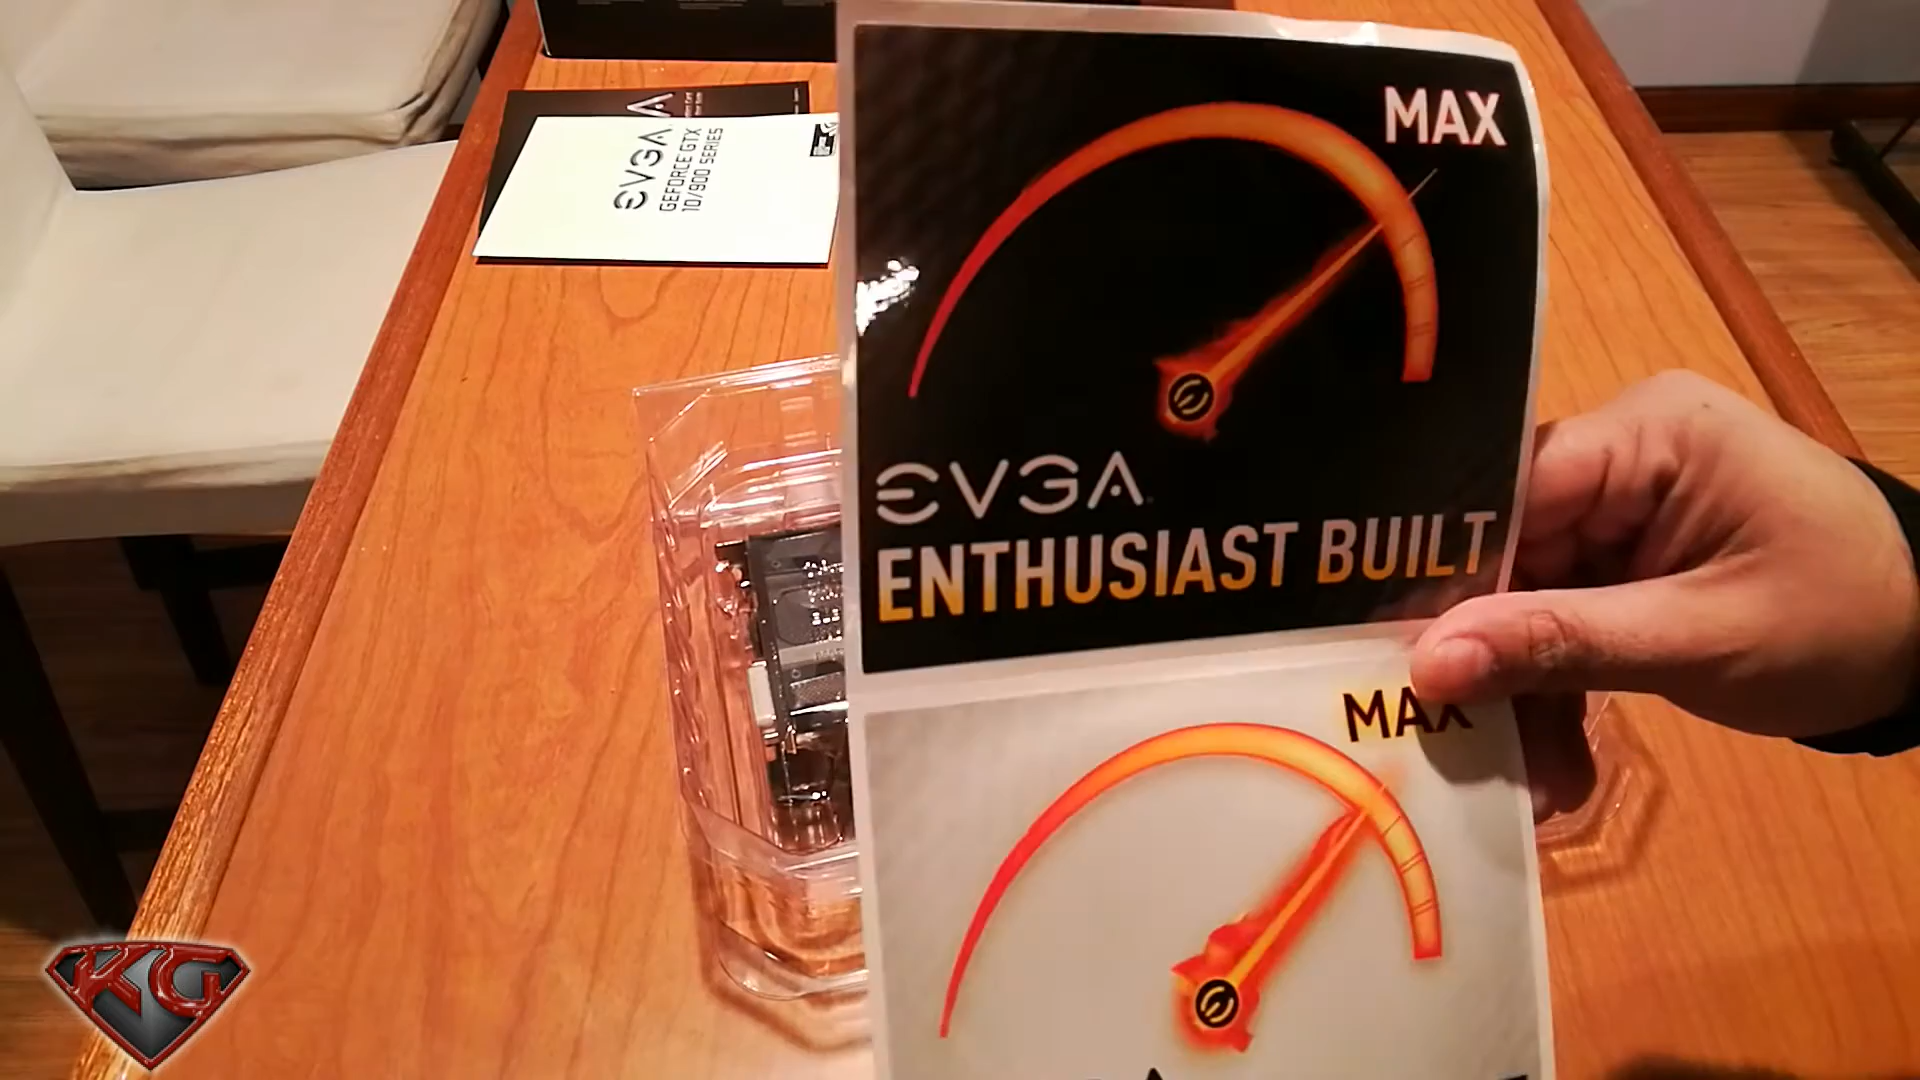 EVGA
GEFORCE GTX
10/900 SERIES
MAX
EVGA
ENTHUSIAST BUILT
MAX
KG